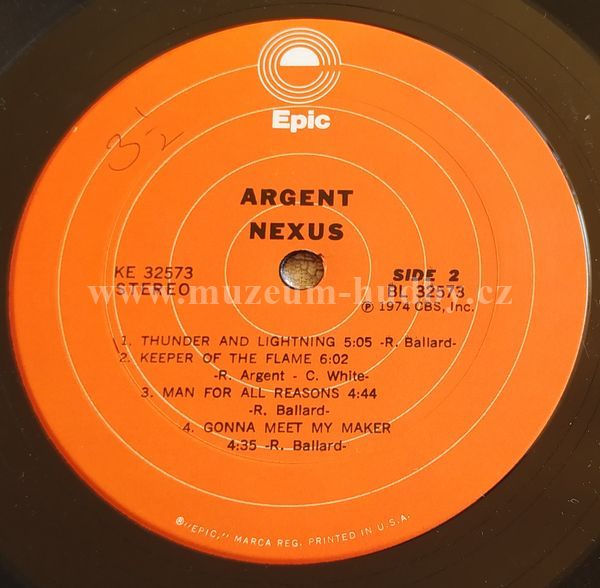 3-1/2
Epic
ARGENT
NEXUS
KE 32573
STEREO
SIDE 2
BL 32573
℗ 1974 CBS, Inc.
www.muzeum-hudby.cz
1. THUNDER AND LIGHTNING 5:05 -R. Ballard-
2. KEEPER OF THE FLAME 6:02
-R. Argent - C. White-
3. MAN FOR ALL REASONS 4:44
-R. Ballard-
4. GONNA MEET MY MAKER
4:35 -R. Ballard-
®"EPIC," MARCA REG. PRINTED IN U.S.A.